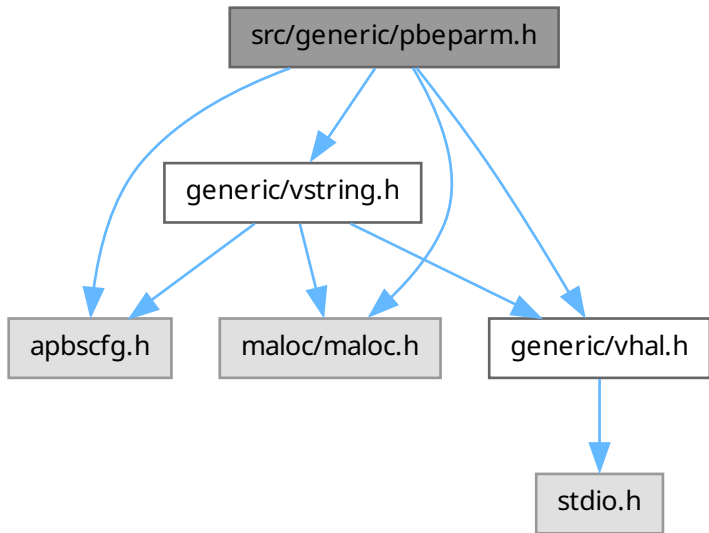 src/generic/pbeparm.h
generic/vstring.h
apbscfg.h
maloc/maloc.h
generic/vhal.h
stdio.h